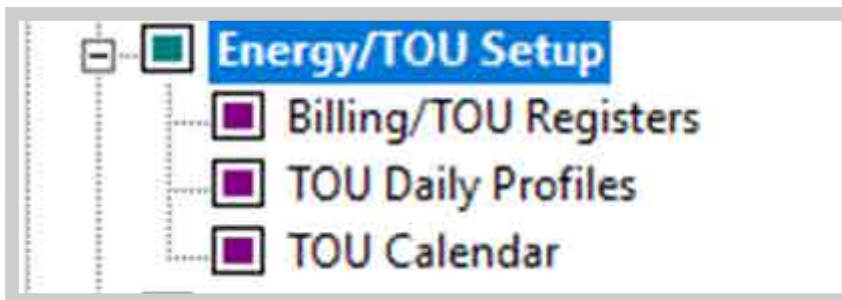 Energy/TOU Setup
Billing/TOU Registers
TOU Daily Profiles
TOU Calendar